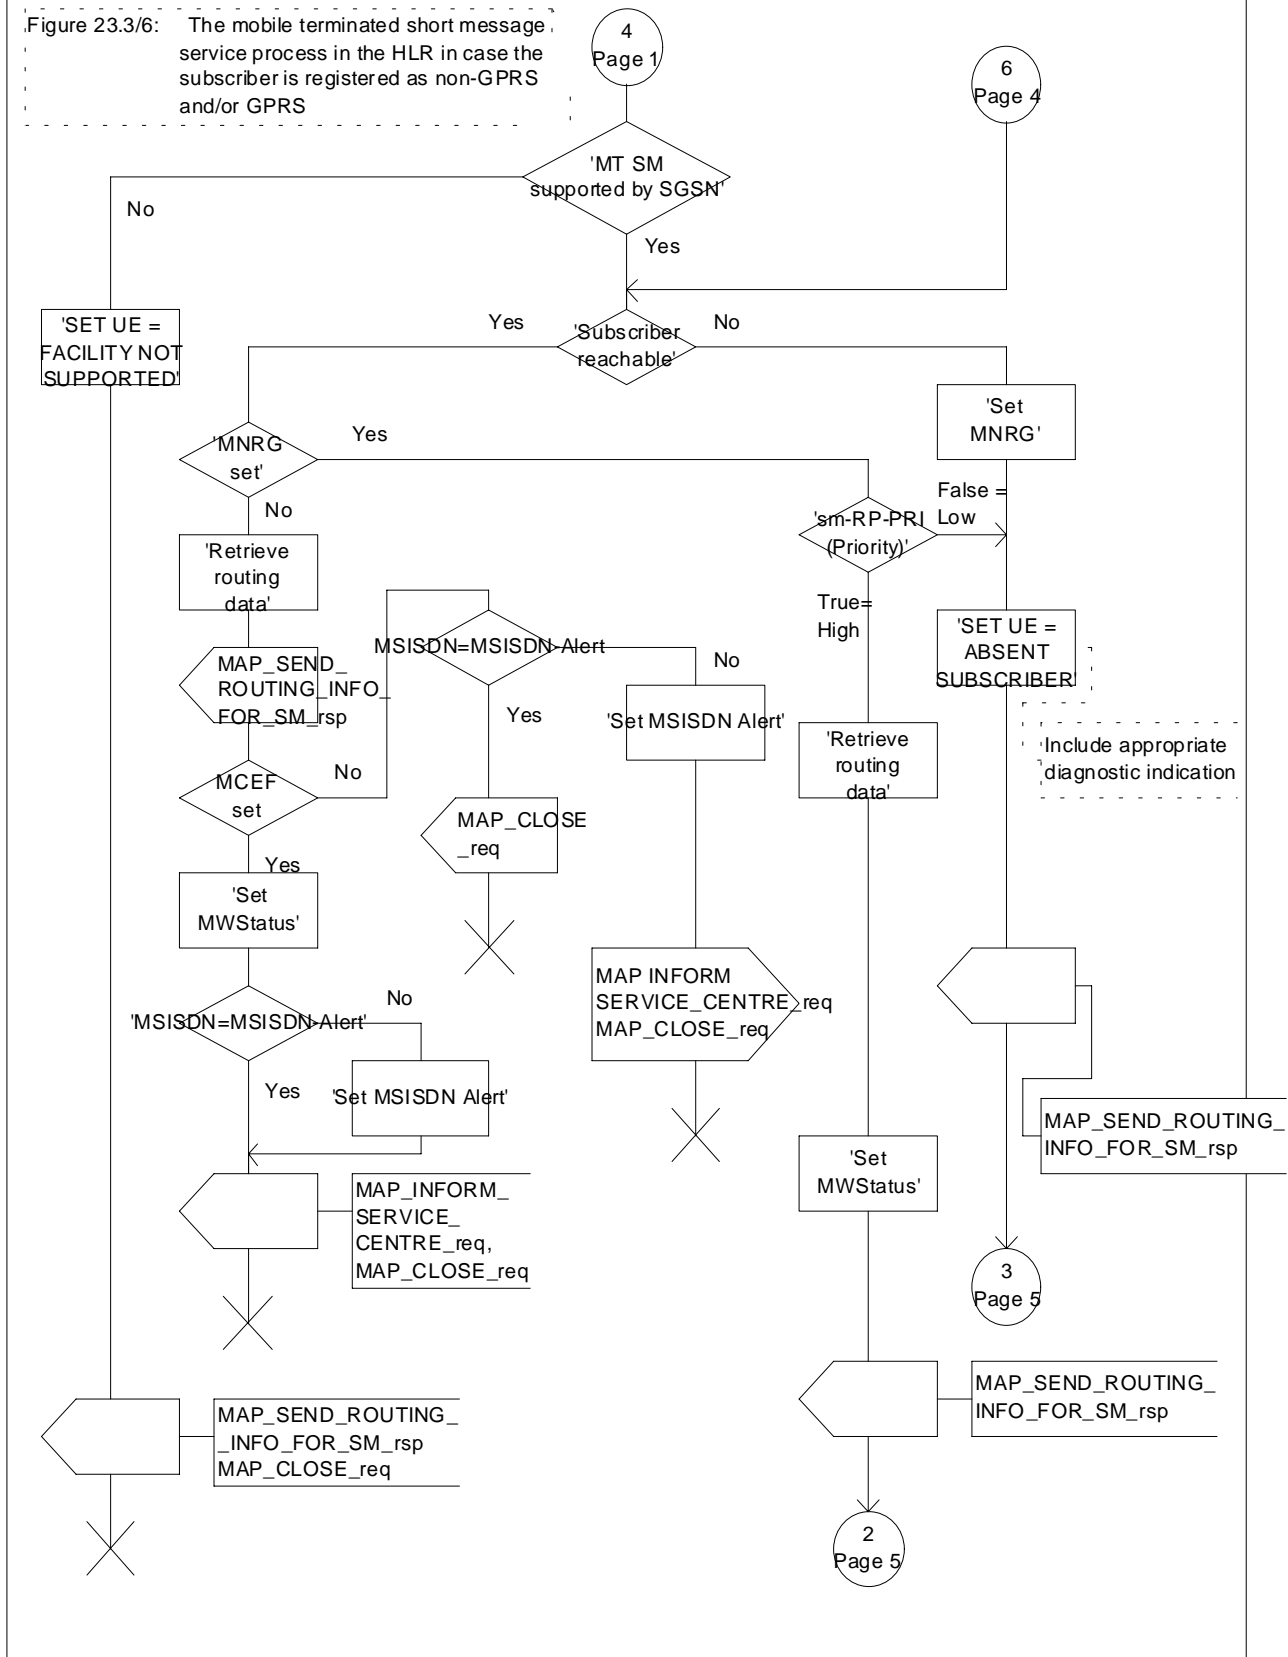 Figure 23.3/6: The mobile terminated short message
service process in the HLR in case the
subscriber is registered as non-GPRS
and/or GPRS
4
Page 1
6
Page 4
'MT SM
supported by SGSN'
No
Yes
'SET UE =
FACILITY NOT
SUPPORTED'
Yes
'Subscriber
reachable'
No
'Set
MNRG'
'MNRG
set'
Yes
No
False =
Low
'sm-RP-PRI
(Priority)'
'Retrieve
routing
data'
True=
High
'SET UE =
ABSENT
SUBSCRIBER'
MSISDN=MSISDN-Alert
No
Yes
MAP_SEND_
ROUTING_INFO_
FOR_SM_rsp
'Set MSISDN Alert'
'Retrieve
routing
data'
Include appropriate
diagnostic indication
MCEF
set
No
Yes
MAP_CLOSE
_req
'Set
MWStatus'
MAP INFORM
SERVICE_CENTRE_req
MAP_CLOSE_req
'MSISDN=MSISDN-Alert'
No
Yes
'Set MSISDN Alert'
MAP_SEND_ROUTING_
INFO_FOR_SM_rsp
'Set
MWStatus'
MAP_INFORM_
SERVICE_
CENTRE_req,
MAP_CLOSE_req
3
Page 5
MAP_SEND_ROUTING_
INFO_FOR_SM_rsp
MAP_SEND_ROUTING_
_INFO_FOR_SM_rsp
MAP_CLOSE_req
2
Page 5